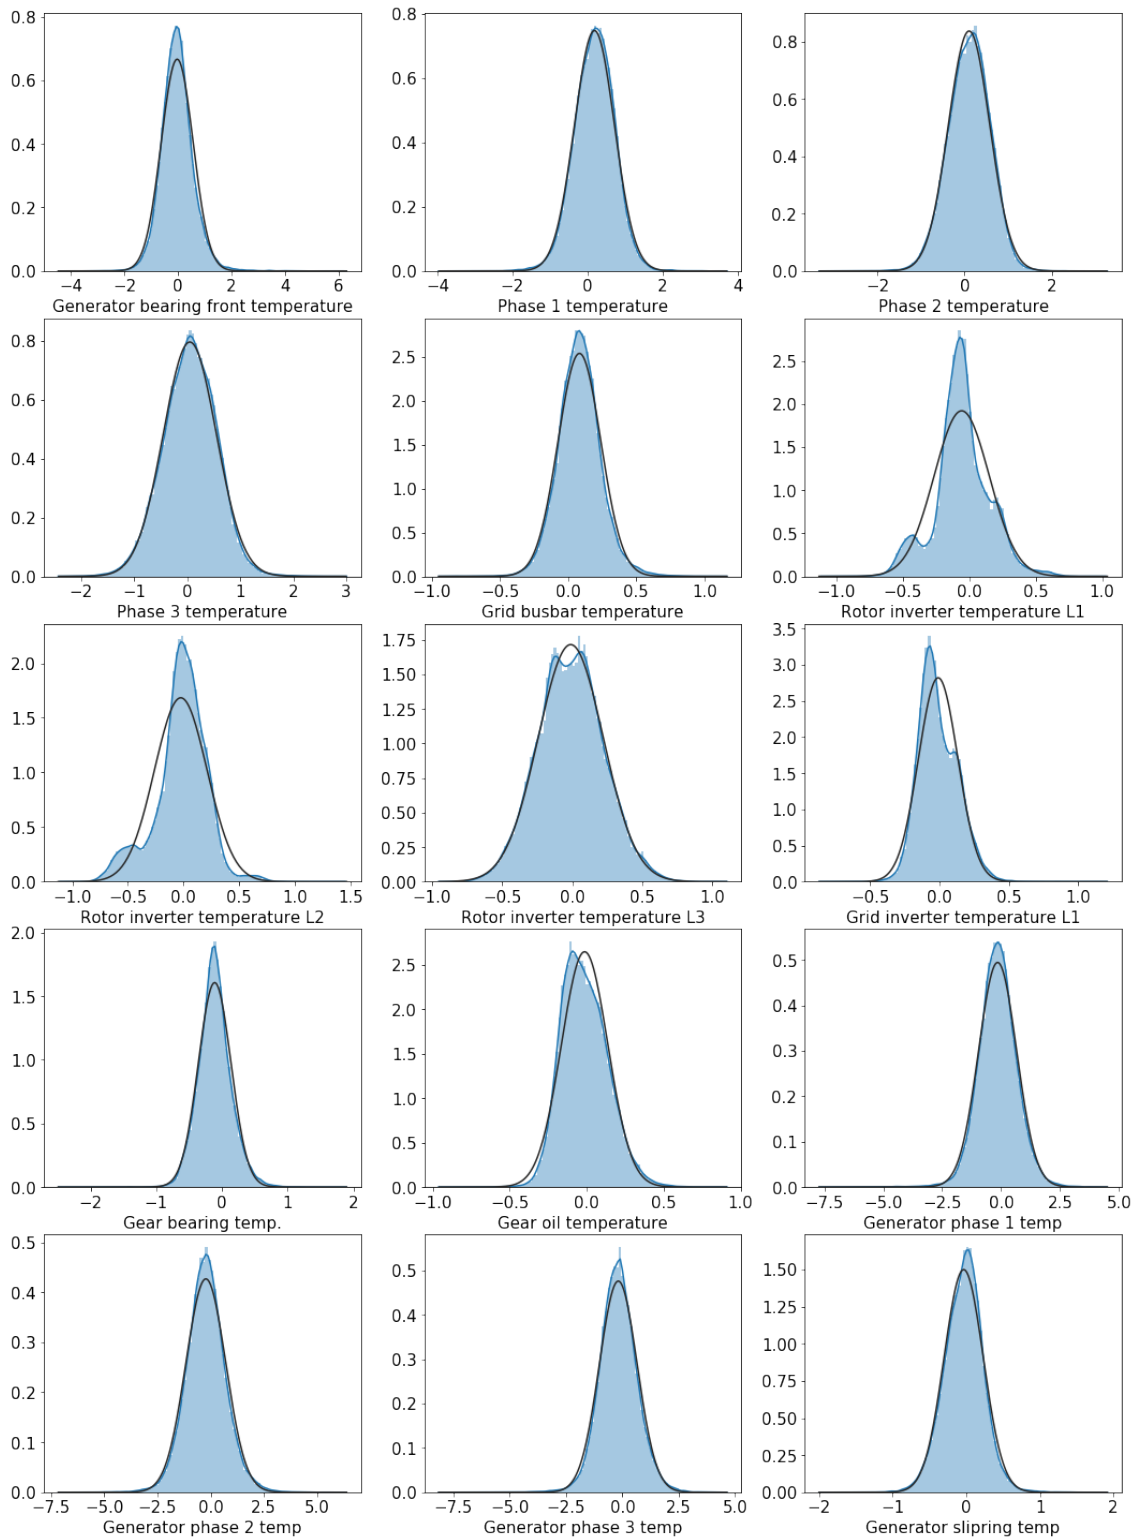 0.8
0.6
0.4
0.2
0.0
−4 −2 0 2 4 6
Generator bearing front temperature
0.8
0.6
0.4
0.2
0.0
−4 −2 0 2 4
Phase 1 temperature
0.8
0.6
0.4
0.2
0.0
−2 0 2
Phase 2 temperature
0.8
0.6
0.4
0.2
0.0
−2 −1 0 1 2 3
Phase 3 temperature
2.5
2.0
1.5
1.0
0.5
0.0
−1.0 −0.5 0.0 0.5 1.0
Grid busbar temperature
2.5
2.0
1.5
1.0
0.5
0.0
−1.0 −0.5 0.0 0.5 1.0
Rotor inverter temperature L1
2.0
1.5
1.0
0.5
0.0
−1.0 −0.5 0.0 0.5 1.0 1.5
Rotor inverter temperature L2
1.75
1.50
1.25
1.00
0.75
0.50
0.25
0.00
−1.0 −0.5 0.0 0.5 1.0
Rotor inverter temperature L3
3.5
3.0
2.5
2.0
1.5
1.0
0.5
0.0
−0.5 0.0 0.5 1.0
Grid inverter temperature L1
2.0
1.5
1.0
0.5
0.0
−2 −1 0 1 2
Gear bearing temp.
2.5
2.0
1.5
1.0
0.5
0.0
−1.0 −0.5 0.0 0.5 1.0
Gear oil temperature
0.5
0.4
0.3
0.2
0.1
0.0
−7.5 −5.0 −2.5 0.0 2.5 5.0
Generator phase 1 temp
0.5
0.4
0.3
0.2
0.1
0.0
−7.5 −5.0 −2.5 0.0 2.5 5.0
Generator phase 2 temp
0.5
0.4
0.3
0.2
0.1
0.0
−7.5 −5.0 −2.5 0.0 2.5 5.0
Generator phase 3 temp
1.50
1.25
1.00
0.75
0.50
0.25
0.00
−2 −1 0 1 2
Generator slipring temp